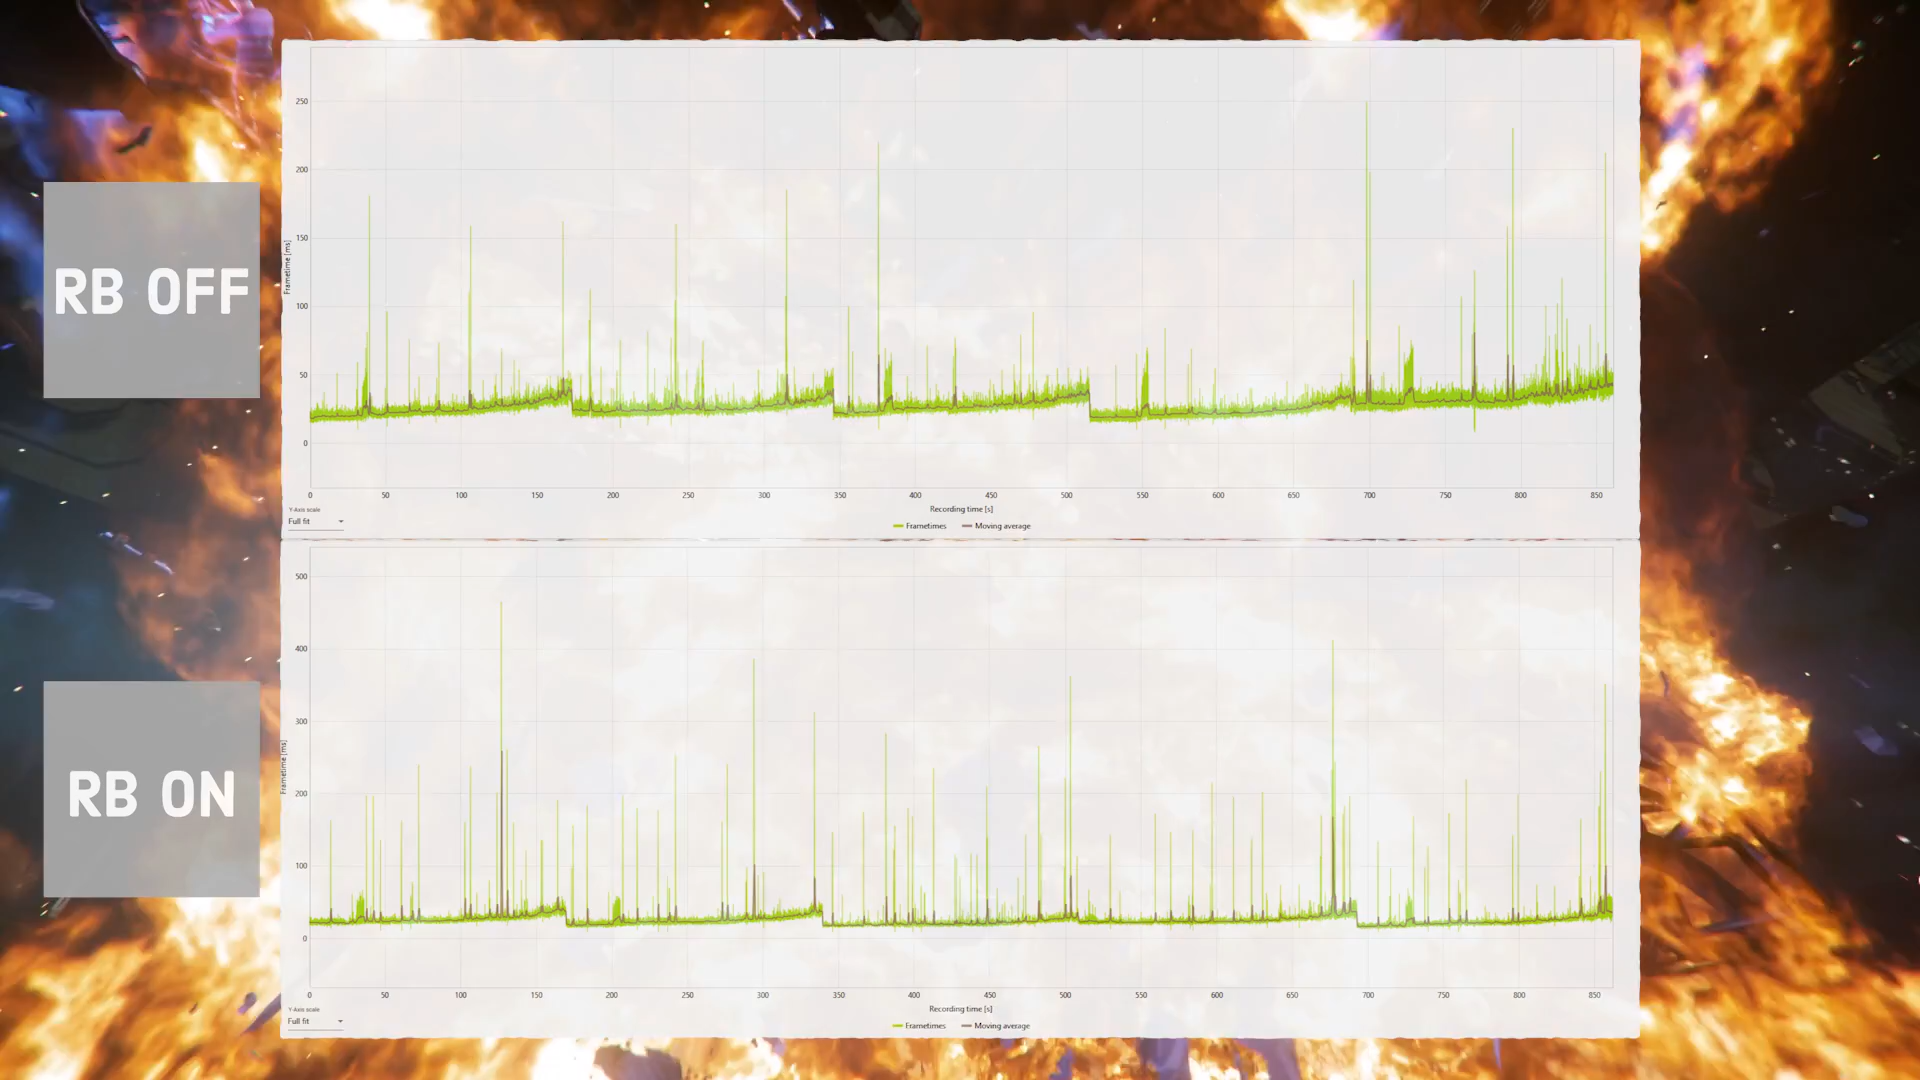 250
200
150
100
50
0
Frametime [ms]
RB OFF
0 50 100 150 200 250 300 350 400 450 500 550 600 650 700 750 800 850
Y-Axis scale
Recording time [s]
Full fit
Frametimes Moving average
500
400
300
200
100
0
Frametime [ms]
RB ON
0 50 100 150 200 250 300 350 400 450 500 550 600 650 700 750 800 850
Y-Axis scale
Recording time [s]
Full fit
Frametimes Moving average